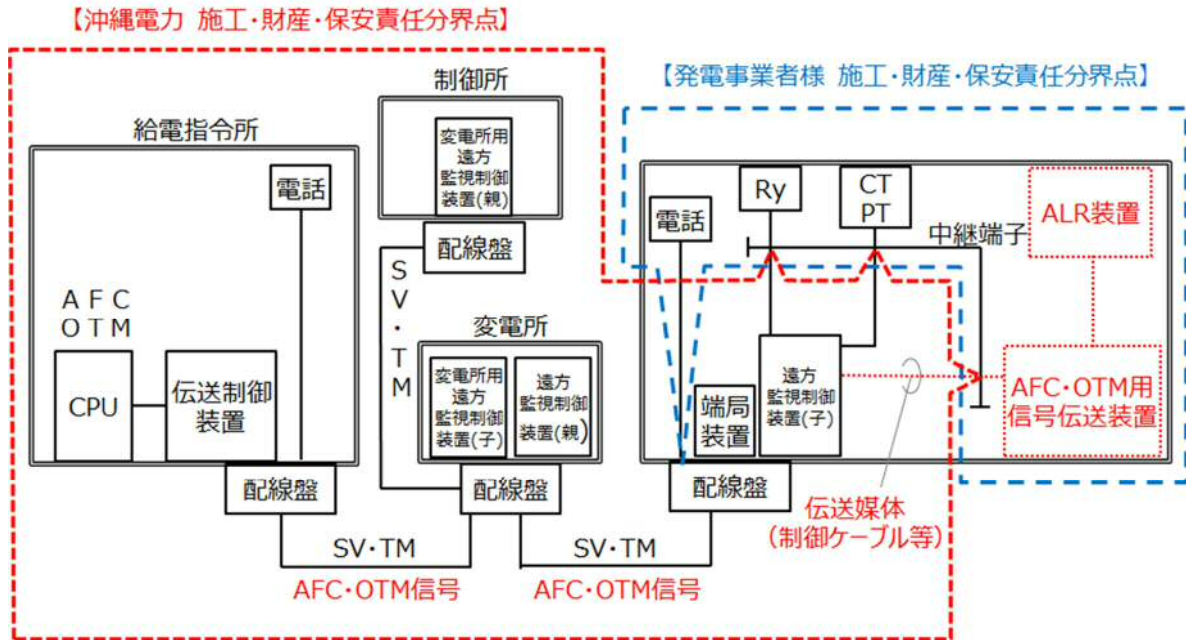 【沖縄電力 施工・財産・保安責任分界点】
【発電事業者様 施工・財産・保安責任分界点】
給電指令所
電話
AFC
OTM
CPU
伝送制御
装置
配線盤
制御所
変電所用
遠方
監視制御
装置(親)
配線盤
SV・TM
変電所
変電所用
遠方
監視制御
装置(子)
遠方
監視制御
装置(親)
配線盤
SV・TM
AFC・OTM信号
SV・TM
AFC・OTM信号
電話
Ry
CT
PT
中継端子
ALR装置
端局
装置
遠方
監視制御
装置(子)
AFC・OTM用
信号伝送装置
配線盤
伝送媒体
(制御ケーブル等)